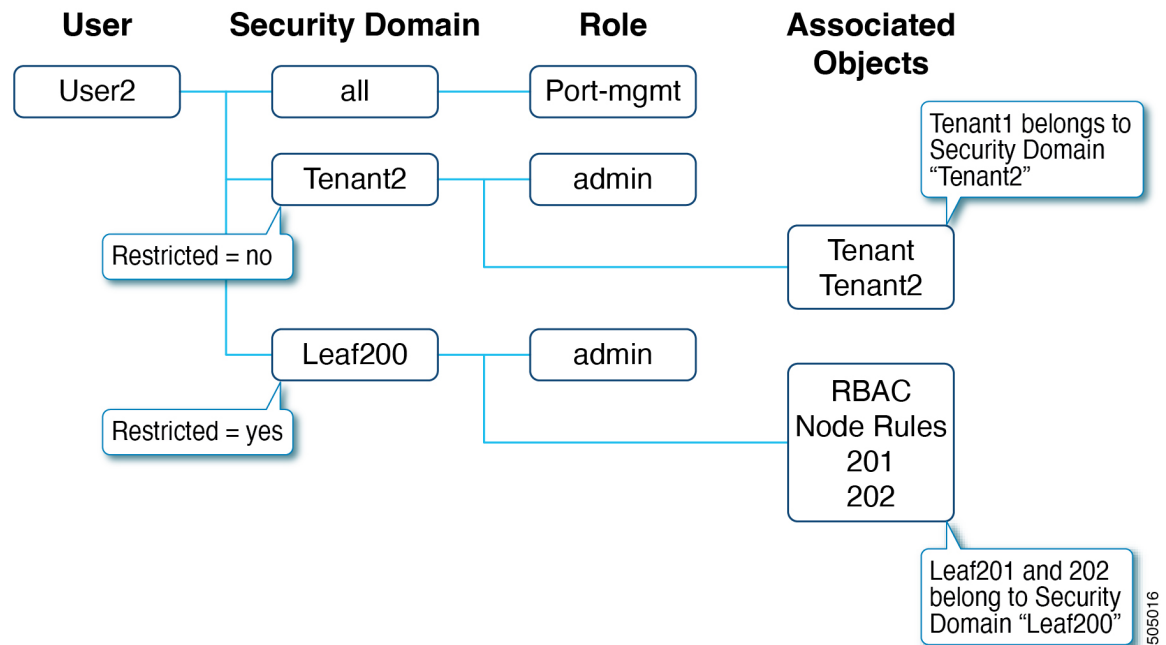 User
Security Domain
Role
Associated
Objects
User2
all
Port-mgmt
Tenant1 belongs to
Security Domain
“Tenant2”
Tenant2
admin
Restricted = no
Tenant
Tenant2
Leaf200
admin
Restricted = yes
RBAC
Node Rules
201
202
Leaf201 and 202
belong to Security
Domain “Leaf200”
505016